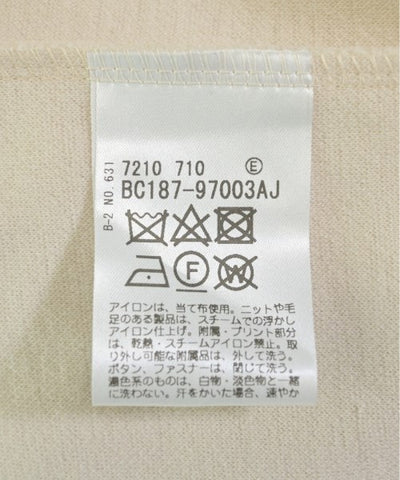 B-2 NO.631
7210 710 Ⓔ
BC187-97003AJ
F W
アイロンは、当て布使用。ニットや毛
足のある製品は、スチームでの浮かし
アイロン仕上げ。附属・プリント部分
は、乾熱・スチームアイロン禁止。取
り外し可能な附属品は、外して洗う。
ボタン、ファスナーは、閉じて洗う。
濃色系のものは、白物・淡色物と一緒
に洗わない。汗をかいた場合、速やか